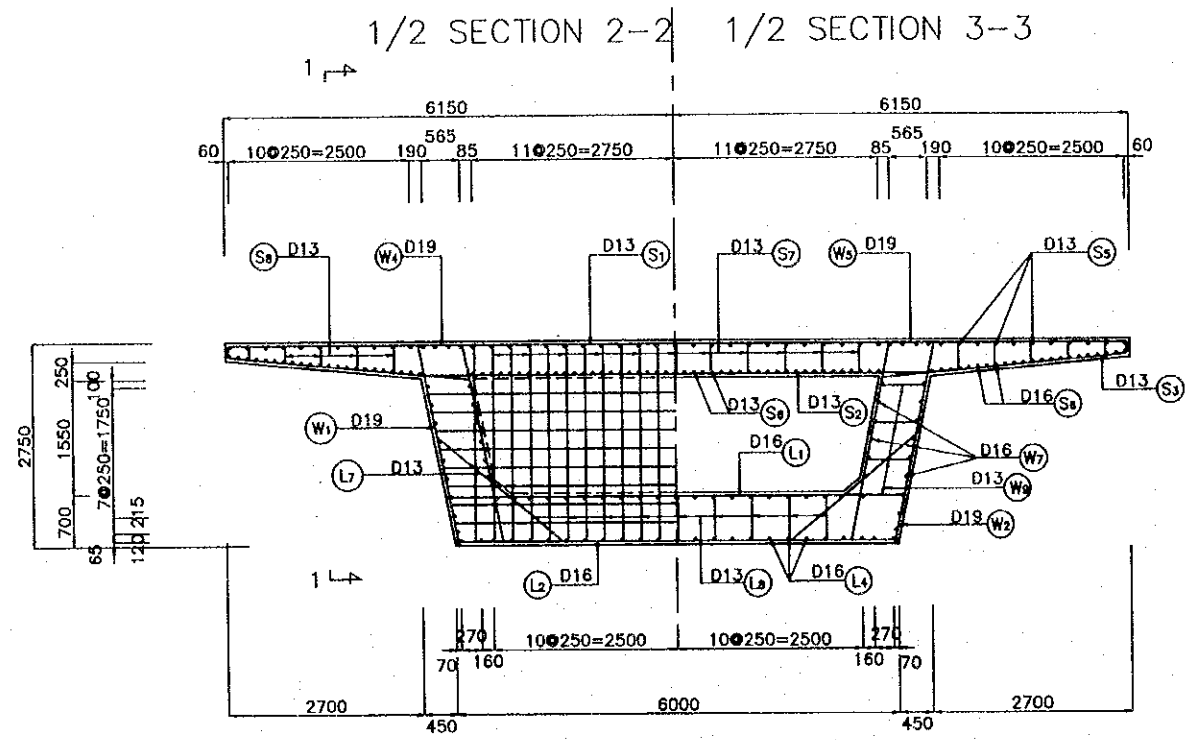 1/2 SECTION 2-2 1/2 SECTION 3-3
1
6150 6150
60 10@250=2500 190 565 85 11@250=2750 11@250=2750 85 565 190 10@250=2500 60
S8 D13 W4 D19 D13 S1 D13 S7 W5 D19 D13 S5
2750
250 100
1550 7@250=1750
700 215
65 120
D13 S6 D13 S2 D16 S8 D13 S3
W1 D19 D16 L1 D16 W7
L7 D13 D13 W9
D19 W2
1 L2 D16 D13 L9 D16 L4
70 270 160 10@250=2500 10@250=2500 160 270 70
2700 450 6000 450 2700